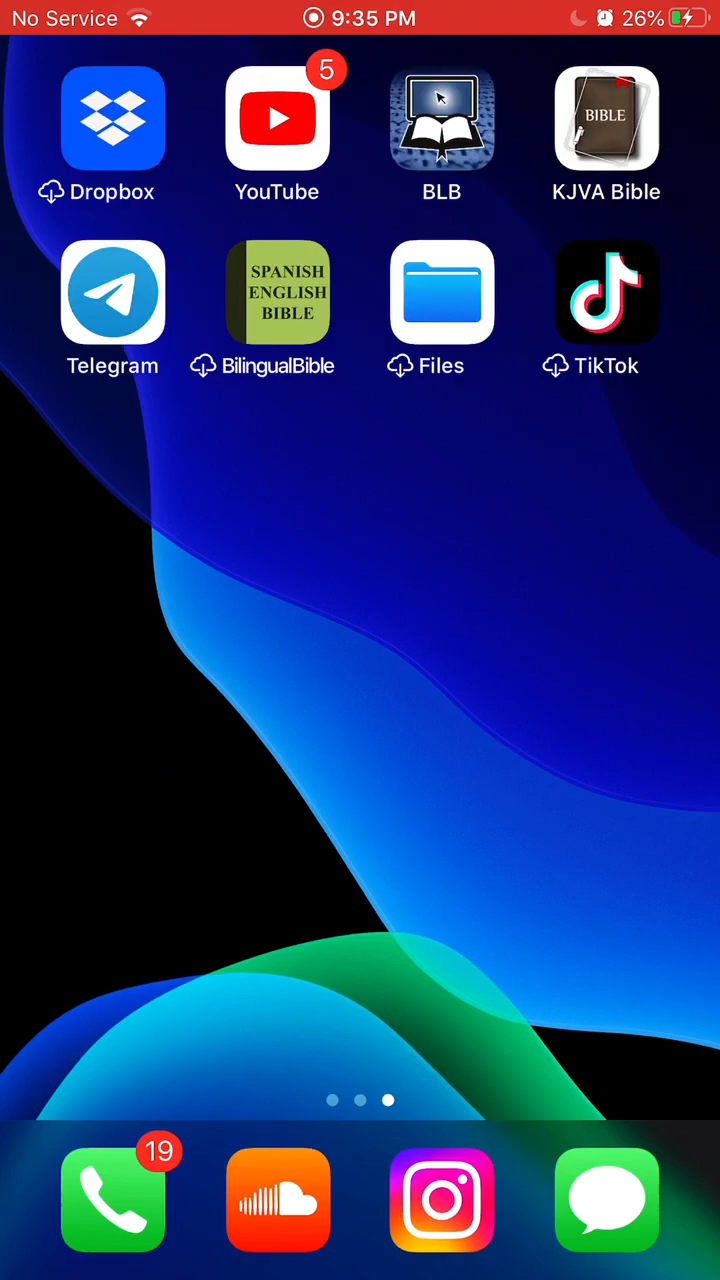 No Service 9:35 PM 26%
5
Dropbox YouTube BLB KJVA Bible
BIBLE
SPANISH
ENGLISH
BIBLE
Telegram BilingualBible Files TikTok
19